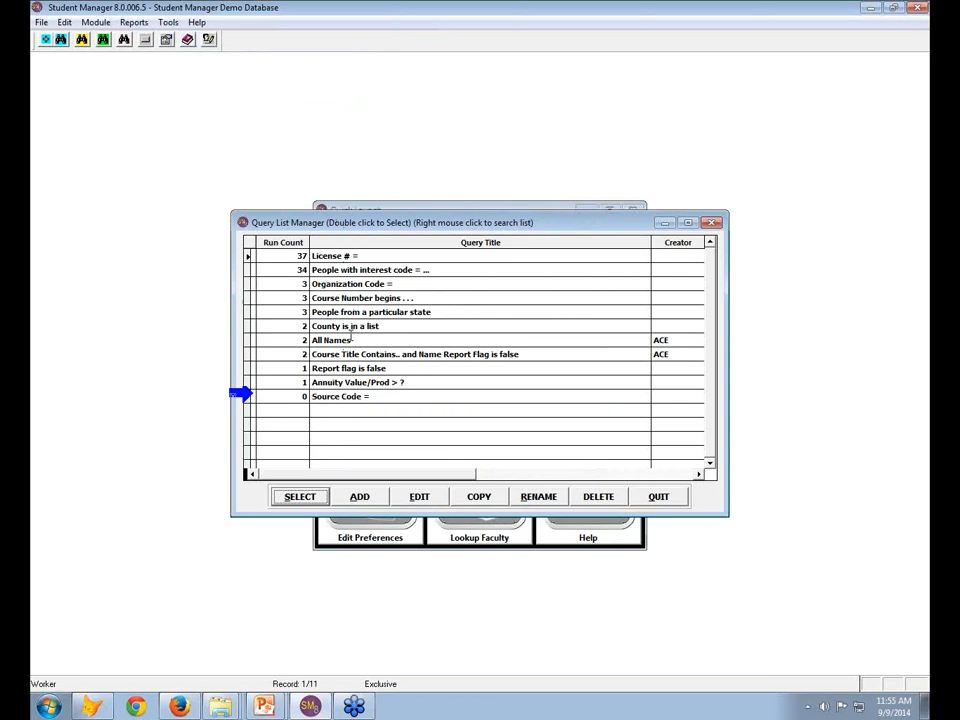 Student Manager 8.0.006.5 - Student Manager Demo Database
File Edit Module Reports Tools Help
Query List Manager (Double click to Select) (Right mouse click to search list)
Run Count Query Title Creator
37 License # =
34 People with interest code = ...
3 Organization Code =
3 Course Number begins . . .
3 People from a particular state
2 County is in a list
2 All Names ACE
2 Course Title Contains.. and Name Report Flag is false ACE
1 Report flag is false
1 Annuity Value/Prod > ?
0 Source Code =
SELECT ADD EDIT COPY RENAME DELETE QUIT
Edit Preferences Lookup Faculty Help
Worker Record: 1/11 Exclusive
11:55 AM
9/9/2014